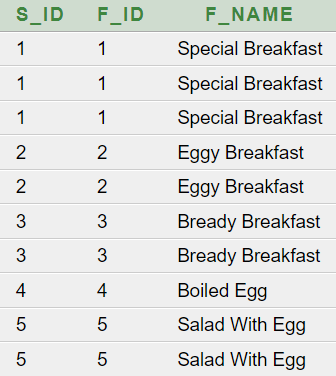 S_ID F_ID F_NAME
1 1 Special Breakfast
1 1 Special Breakfast
1 1 Special Breakfast
2 2 Eggy Breakfast
2 2 Eggy Breakfast
3 3 Bready Breakfast
3 3 Bready Breakfast
4 4 Boiled Egg
5 5 Salad With Egg
5 5 Salad With Egg